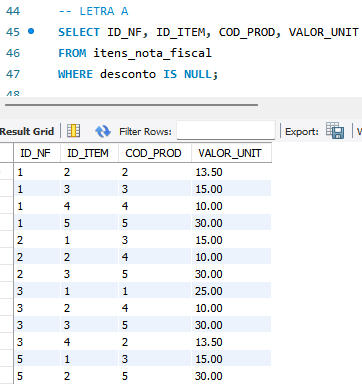 44 -- LETRA A
45 SELECT ID_NF, ID_ITEM, COD_PROD, VALOR_UNIT
46 FROM itens_nota_fiscal
47 WHERE desconto IS NULL;
48
Result Grid Filter Rows: Export:
ID_NF ID_ITEM COD_PROD VALOR_UNIT
1 2 2 13.50
1 3 3 15.00
1 4 4 10.00
1 5 5 30.00
2 1 3 15.00
2 2 4 10.00
2 3 5 30.00
3 1 1 25.00
3 2 4 10.00
3 3 5 30.00
3 4 2 13.50
5 1 3 15.00
5 2 5 30.00